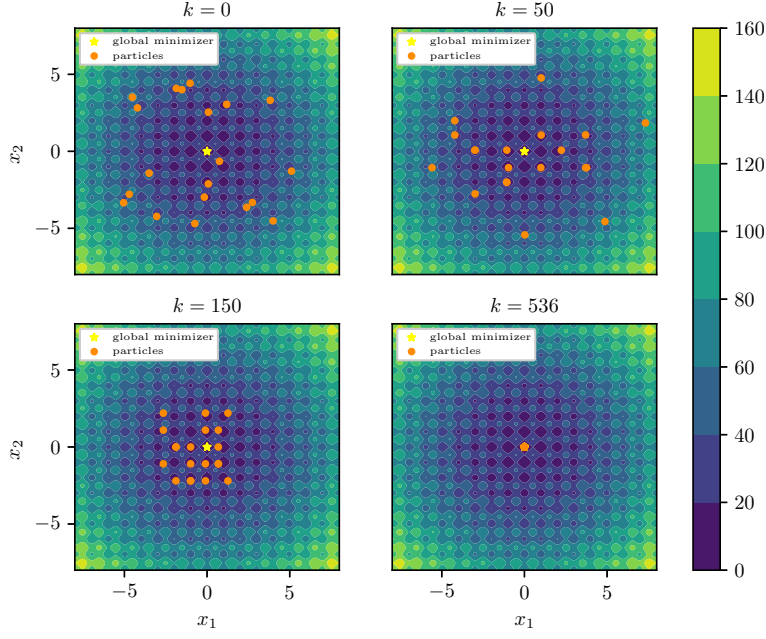 k = 0
k = 50
global minimizer
particles
global minimizer
particles
5
0
−5
x₂
160
140
120
100
80
60
40
20
0
k = 150
k = 536
global minimizer
particles
global minimizer
particles
5
0
−5
x₂
−5 0 5
−5 0 5
x₁
x₁